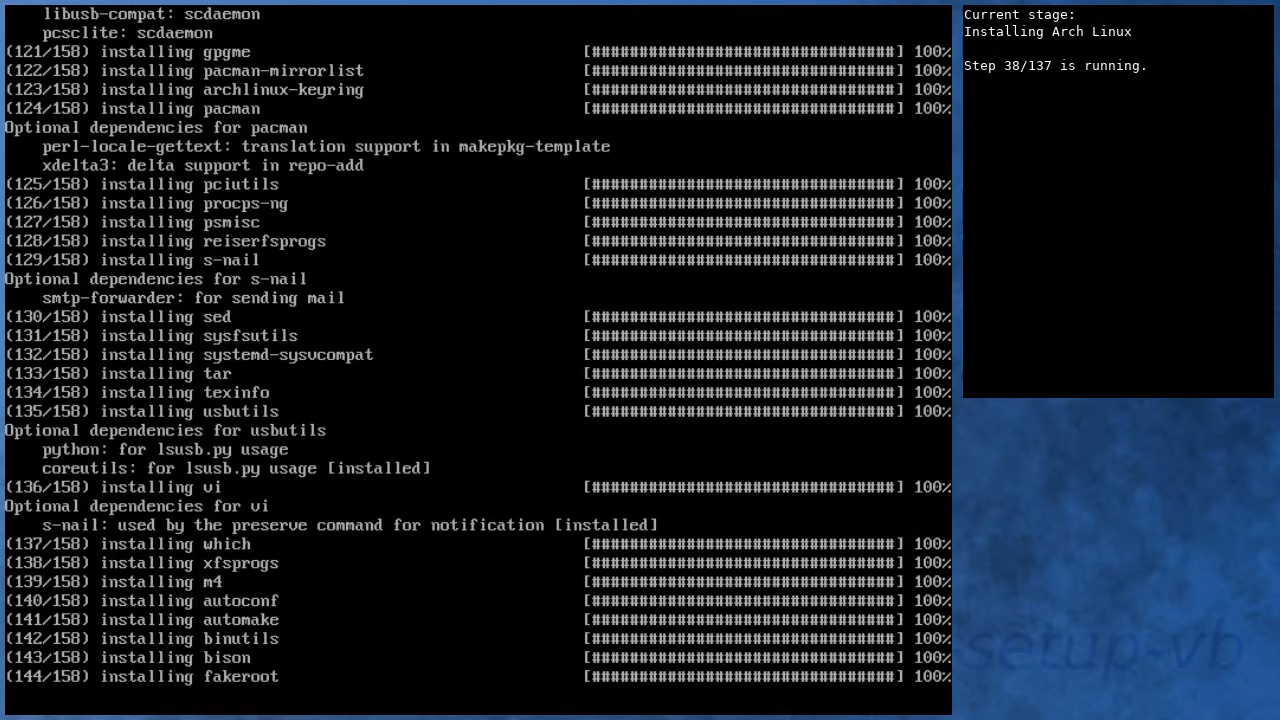 libusb-compat: scdaemon
    pcsclite: scdaemon
(121/158) installing gpgme [################################] 100%
(122/158) installing pacman-mirrorlist [################################] 100%
(123/158) installing archlinux-keyring [################################] 100%
(124/158) installing pacman [################################] 100%
Optional dependencies for pacman
    perl-locale-gettext: translation support in makepkg-template
    xdelta3: delta support in repo-add
(125/158) installing pciutils [################################] 100%
(126/158) installing procps-ng [################################] 100%
(127/158) installing psmisc [################################] 100%
(128/158) installing reiserfsprogs [################################] 100%
(129/158) installing s-nail [################################] 100%
Optional dependencies for s-nail
    smtp-forwarder: for sending mail
(130/158) installing sed [################################] 100%
(131/158) installing sysfsutils [################################] 100%
(132/158) installing systemd-sysvcompat [################################] 100%
(133/158) installing tar [################################] 100%
(134/158) installing texinfo [################################] 100%
(135/158) installing usbutils [################################] 100%
Optional dependencies for usbutils
    python: for lsusb.py usage
    coreutils: for lsusb.py usage [installed]
(136/158) installing vi [################################] 100%
Optional dependencies for vi
    s-nail: used by the preserve command for notification [installed]
(137/158) installing which [################################] 100%
(138/158) installing xfsprogs [################################] 100%
(139/158) installing m4 [################################] 100%
(140/158) installing autoconf [################################] 100%
(141/158) installing automake [################################] 100%
(142/158) installing binutils [################################] 100%
(143/158) installing bison [################################] 100%
(144/158) installing fakeroot [################################] 100%
Current stage:
Installing Arch Linux
Step 38/137 is running.
setup-vb